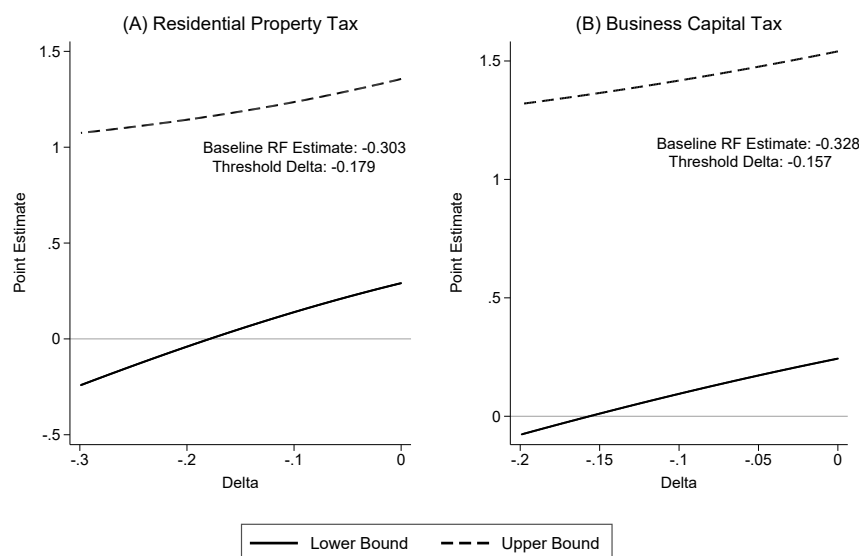 (A) Residential Property Tax
1.5
1
.5
0
-.5
Point Estimate
Baseline RF Estimate: -0.303
Threshold Delta: -0.179
-.3
-.2
-.1
0
Delta
(B) Business Capital Tax
1.5
1
.5
0
Point Estimate
Baseline RF Estimate: -0.328
Threshold Delta: -0.157
-.2
-.15
-.1
-.05
0
Delta
Lower Bound
Upper Bound